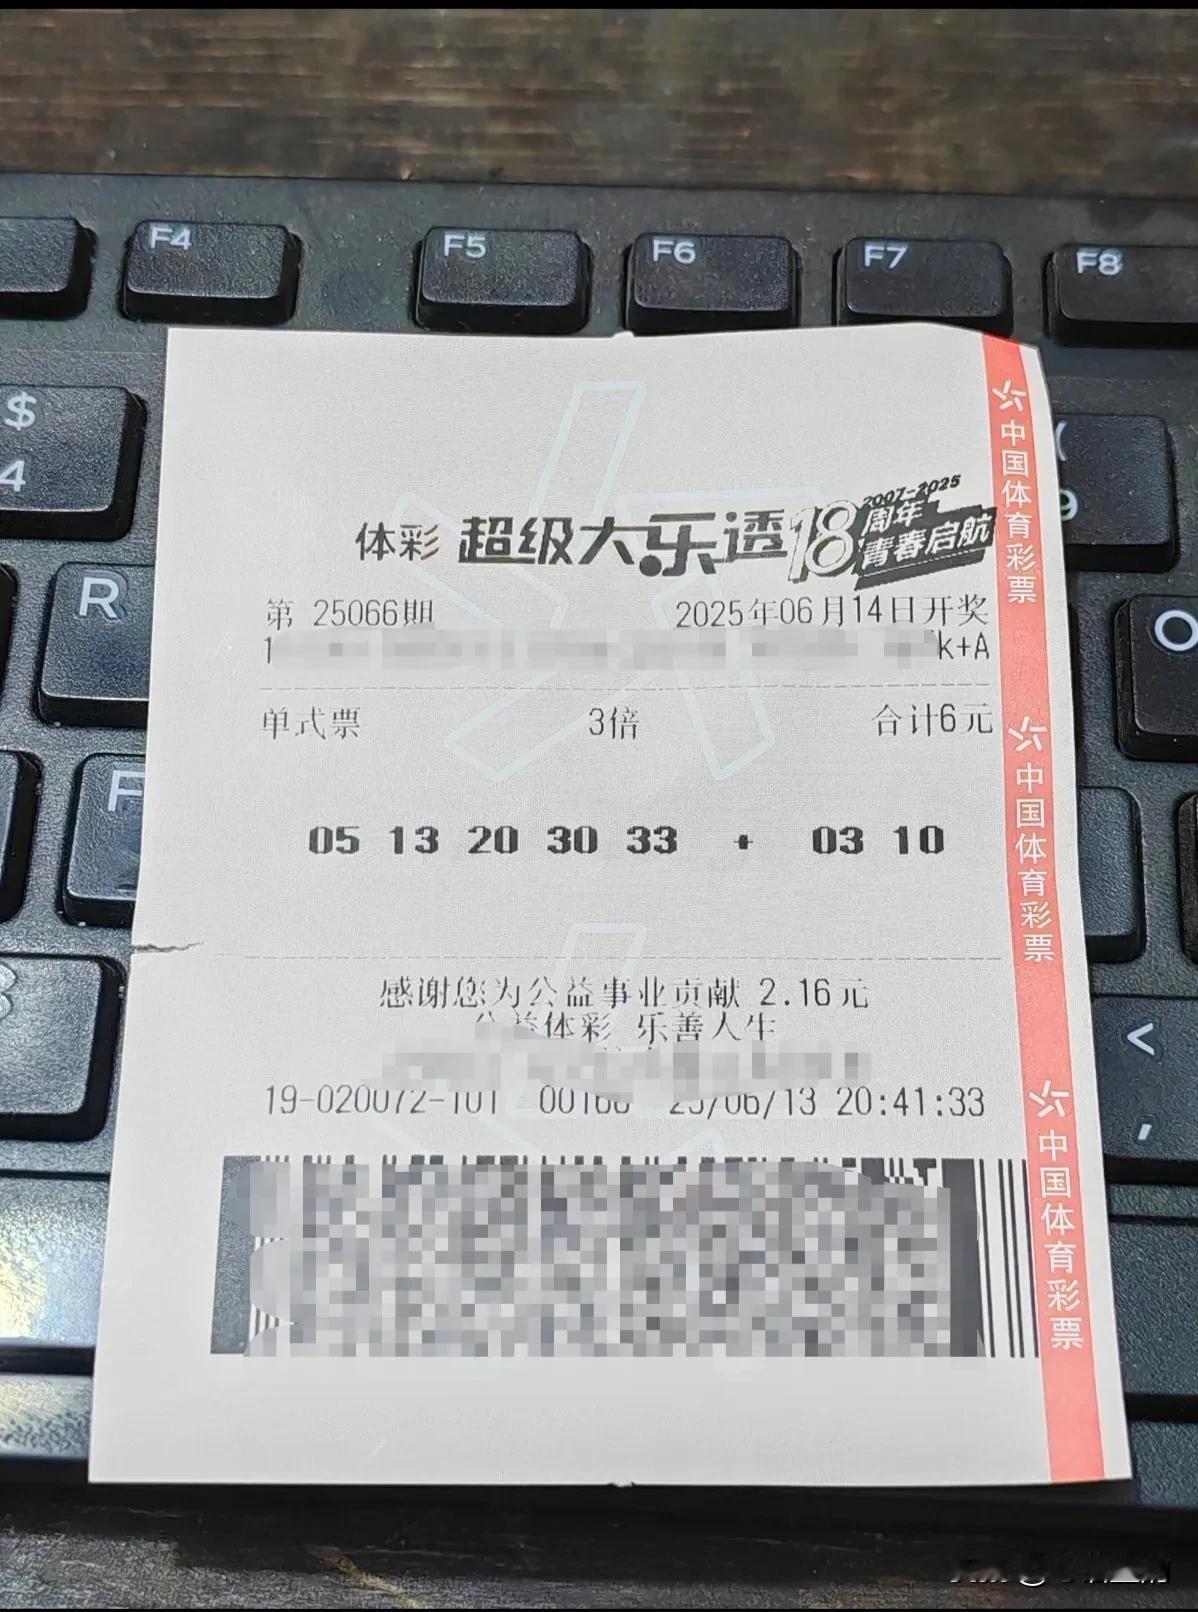 F4
F5
F6
F7
F8
$
4
(
9
R
O
F
<
,
体彩 超级大乐透 18 周年
2007-2025
青春启航
第 25066期 2025年06月14日开奖
k+A
单式票 3倍 合计6元
05 13 20 30 33 + 03 10
感谢您为公益事业贡献 2.16元
公益体彩 乐善人生
19-020072-101 25/06/13 20:41:33
中国体育彩票
中国体育彩票
中国体育彩票